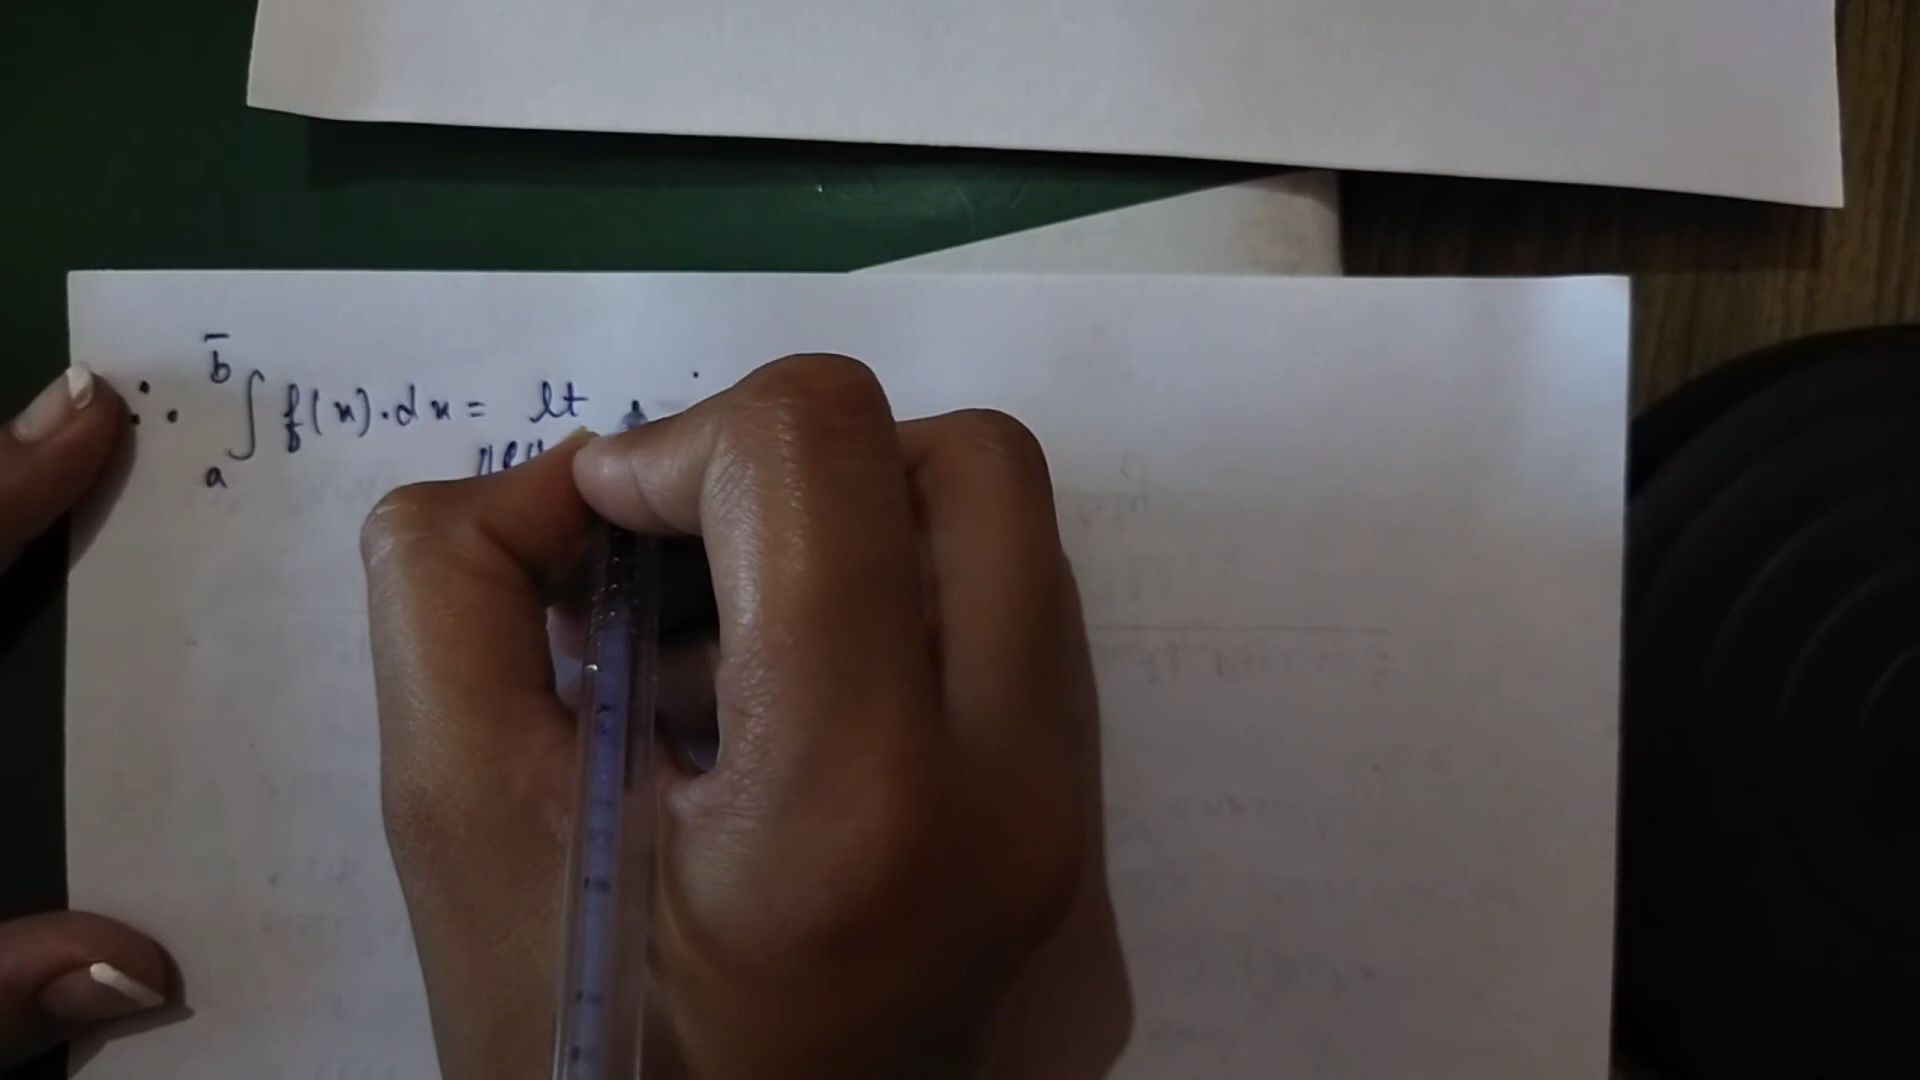 ∴ ∫ₐᵇ̄ f(x).dx = lt